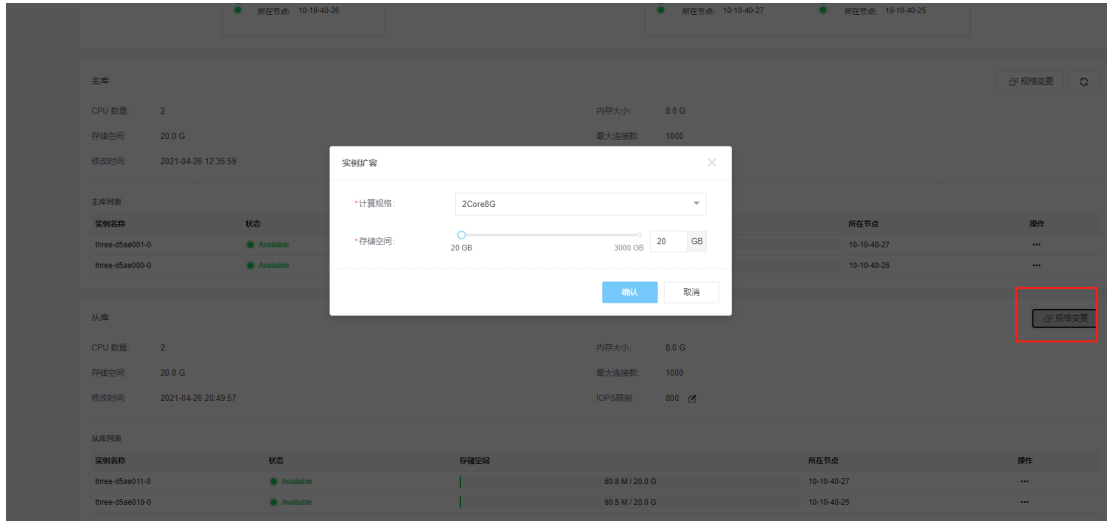 所在节点: 10-10-40-26 所在节点: 10-10-40-27 所在节点: 10-10-40-25
主库 规格变更
CPU 数量: 2 内存大小: 8.0 G
存储空间: 20.0 G 最大连接数: 1000
修改时间: 2021-04-26 12:35:59
实例扩容
*计算规格: 2Core8G
*存储空间: 20 GB 3000 GB 20 GB
确认 取消
主库列表
实例名称 状态 所在节点 操作
three-d5ae001-0 Available 10-10-40-27 •••
three-d5ae000-0 Available 10-10-40-26 •••
从库 规格变更
CPU 数量: 2 内存大小: 8.0 G
存储空间: 20.0 G 最大连接数: 1000
修改时间: 2021-04-26 20:49:57 IOPS限制: 800
从库列表
实例名称 状态 存储空间 所在节点 操作
three-d5ae011-0 Available 60.8 M / 20.0 G 10-10-40-27 •••
three-d5ae010-0 Available 60.5 M / 20.0 G 10-10-40-25 •••